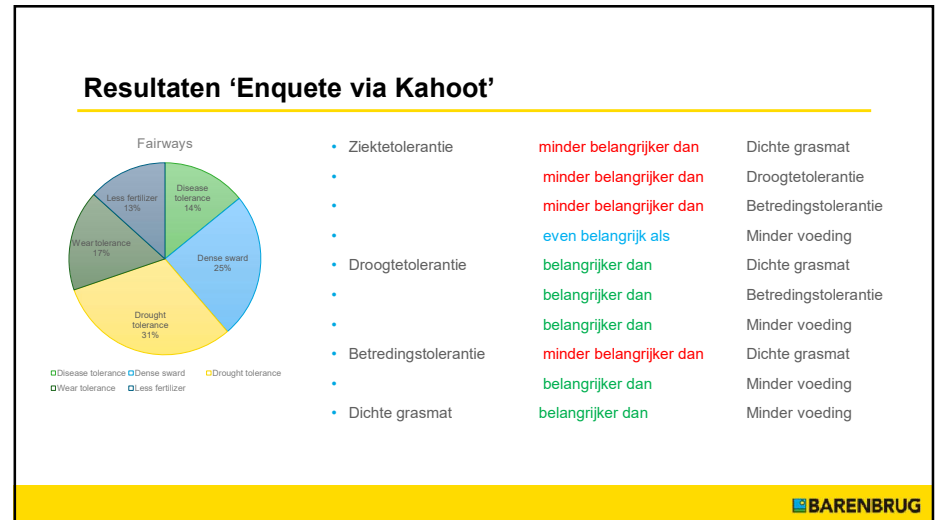 Resultaten ‘Enquete via Kahoot’
Fairways
Disease
tolerance
14%
Dense sward
25%
Drought
tolerance
31%
Wear tolerance
17%
Less fertilizer
13%
Disease tolerance Dense sward Drought tolerance
Wear tolerance Less fertilizer
• Ziektetolerantie minder belangrijker dan Dichte grasmat
• minder belangrijker dan Droogtetolerantie
• minder belangrijker dan Betredingstolerantie
• even belangrijk als Minder voeding
• Droogtetolerantie belangrijker dan Dichte grasmat
• belangrijker dan Betredingstolerantie
• belangrijker dan Minder voeding
• Betredingstolerantie minder belangrijker dan Dichte grasmat
• belangrijker dan Minder voeding
• Dichte grasmat belangrijker dan Minder voeding
BARENBRUG